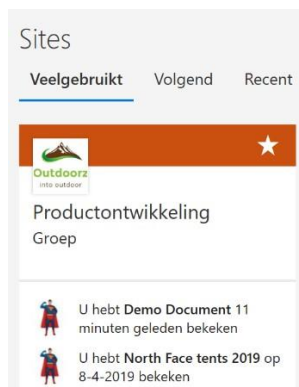 Sites
Veelgebruikt Volgend Recent
Outdoorz
into outdoor
Productontwikkeling
Groep
U hebt Demo Document 11
minuten geleden bekeken
U hebt North Face tents 2019 op
8-4-2019 bekeken